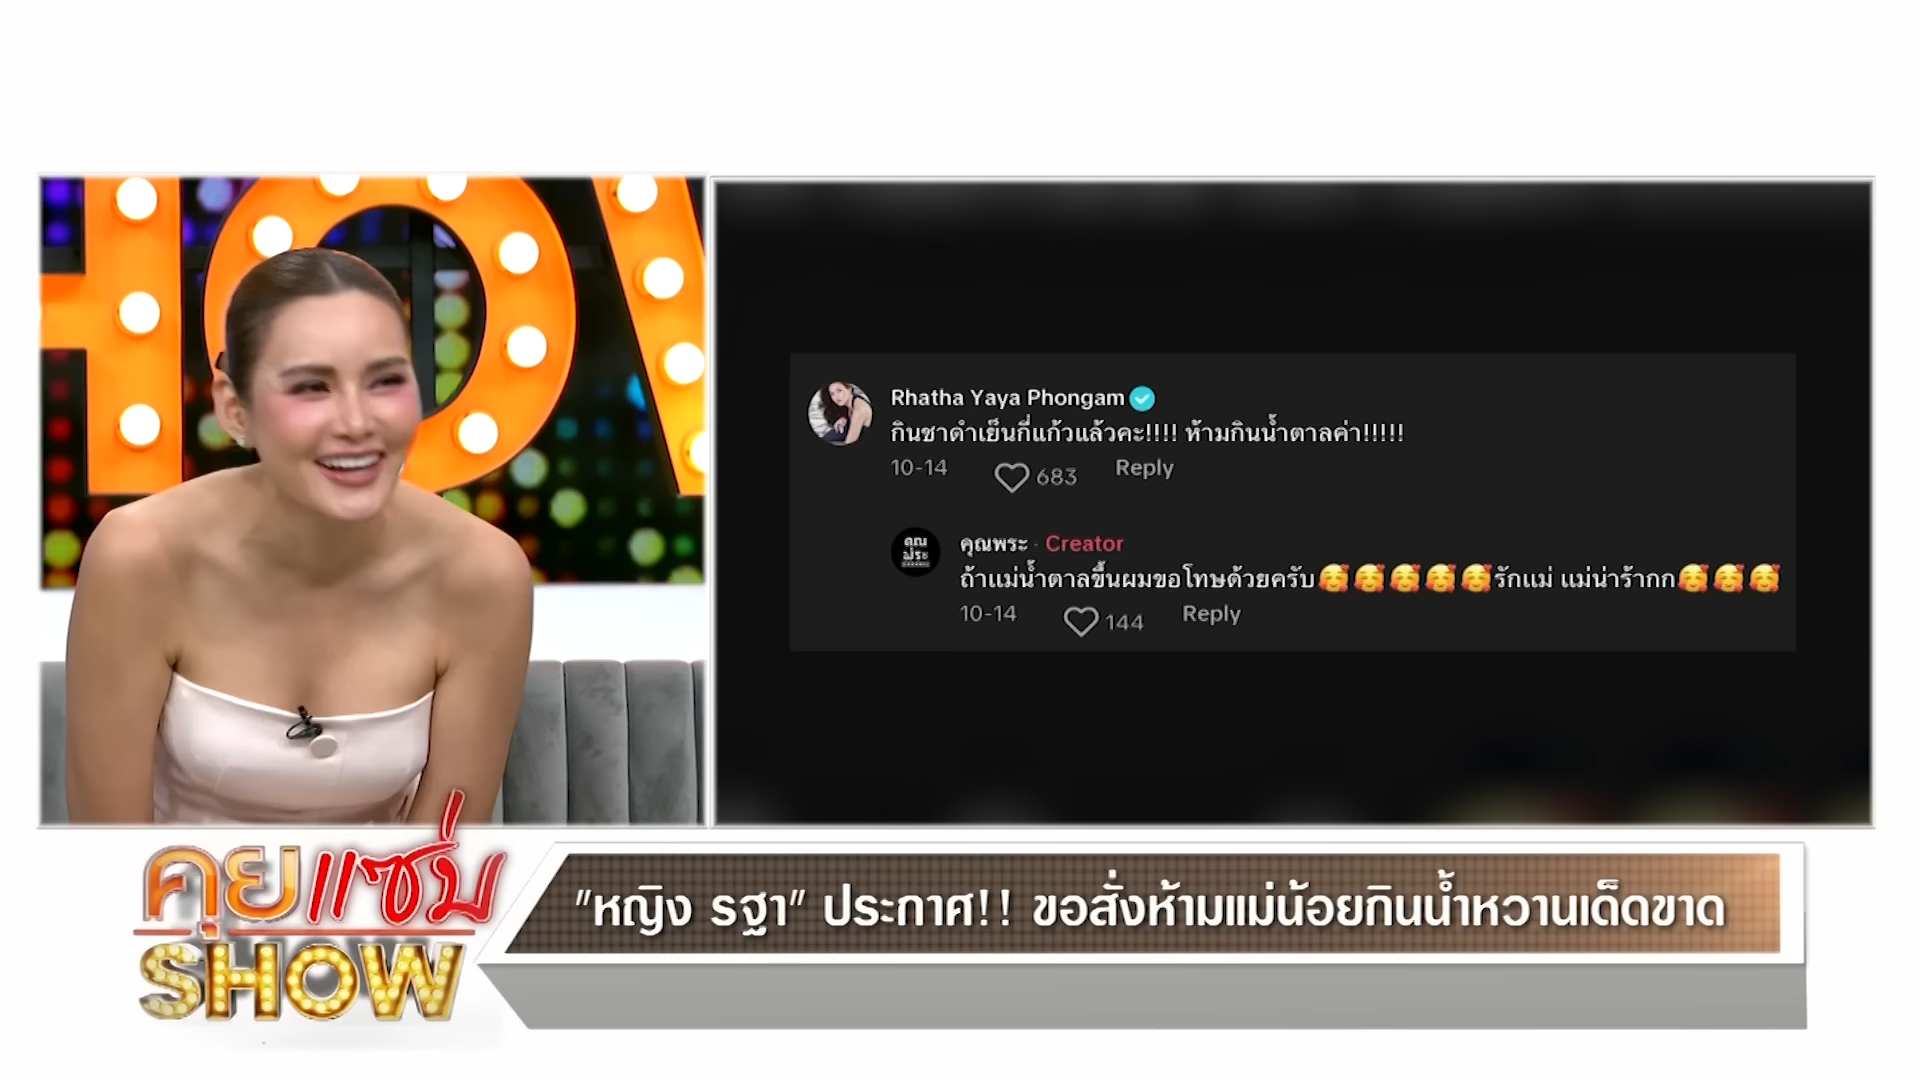 HOW
Rhatha Yaya Phongam
กินชาดำเย็นกี่แก้วแล้วคะ!!!! ห้ามกินน้ำตาลค่า!!!!!
10-14 683 Reply
คุณ
พระ
คุณพระ · Creator
ถ้าแม่น้ำตาลขึ้นผมขอโทษด้วยครับ🥰🥰🥰🥰🥰รักแม่ แม่น่าร้ากก🥰🥰🥰
10-14 144 Reply
คุยแซ่บ
SHOW
"หญิง รฐา" ประกาศ!! ขอสั่งห้ามแม่น้อยกินน้ำหวานเด็ดขาด